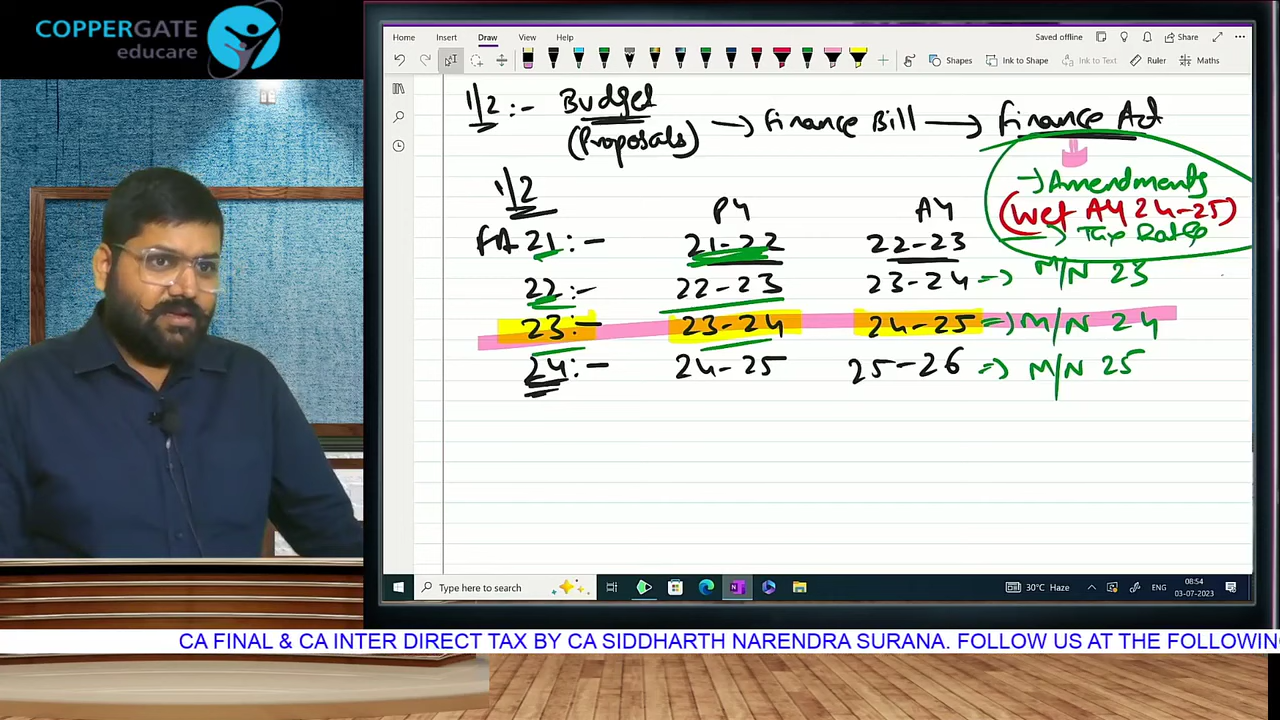 COPPERGATE
educare
Home Insert Draw View Help
Saved offline
Share
Shapes Ink to Shape Ink to Text Ruler Maths
1/2 :- Budget (Proposals) → Finance Bill → Finance Act
→ Amendments
(wef AY 24-25)
→ Tax Rates
1/2
PY AY
FA 21 :- 21-22 22-23
22 :- 22-23 23-24 => M/N 23
23 :- 23-24 24-25 => M/N 24
24 :- 24-25 25-26 => M/N 25
Type here to search
30°C Haze
ENG
08:54
03-07-2023
CA FINAL & CA INTER DIRECT TAX BY CA SIDDHARTH NARENDRA SURANA. FOLLOW US AT THE FOLLOWING